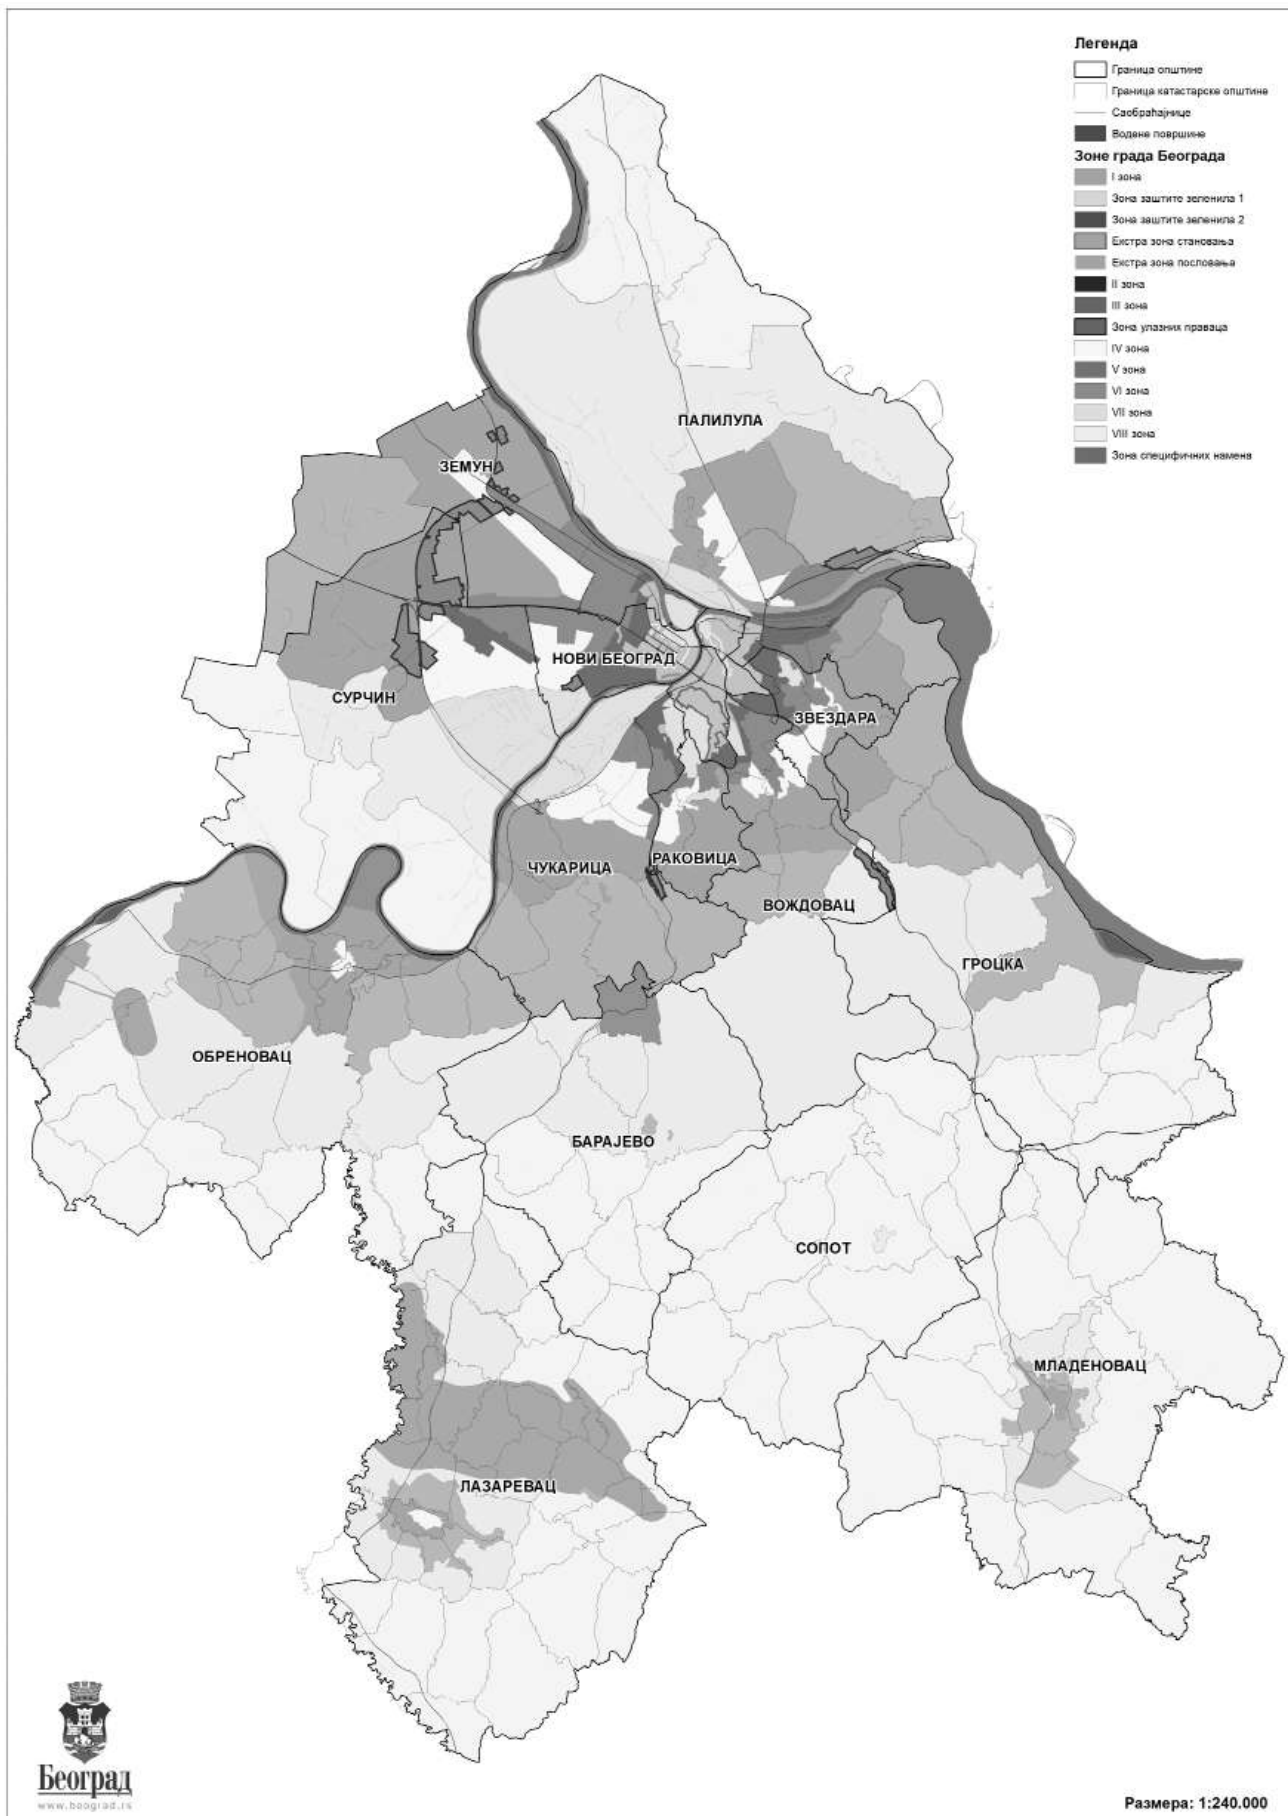 Легенда
Граница општине
Граница катастарске општине
Саобраћајнице
Водене површине
Зоне града Београда
I зона
Зона заштите зеленила 1
Зона заштите зеленила 2
Екстра зона становања
Екстра зона пословања
II зона
III зона
Зона улазних праваца
IV зона
V зона
VI зона
VII зона
VIII зона
Зона специфичних намена
ПАЛИЛУЛА
ЗЕМУН
НОВИ БЕОГРАД
СУРЧИН
ЗВЕЗДАРА
ЧУКАРИЦА
РАКОВИЦА
ВОЖДОВАЦ
ГРОЦКА
ОБРЕНОВАЦ
БАРАЈЕВО
СОПОТ
МЛАДЕНОВАЦ
ЛАЗАРЕВАЦ
Београд
www.beograd.rs
Размера: 1:240.000